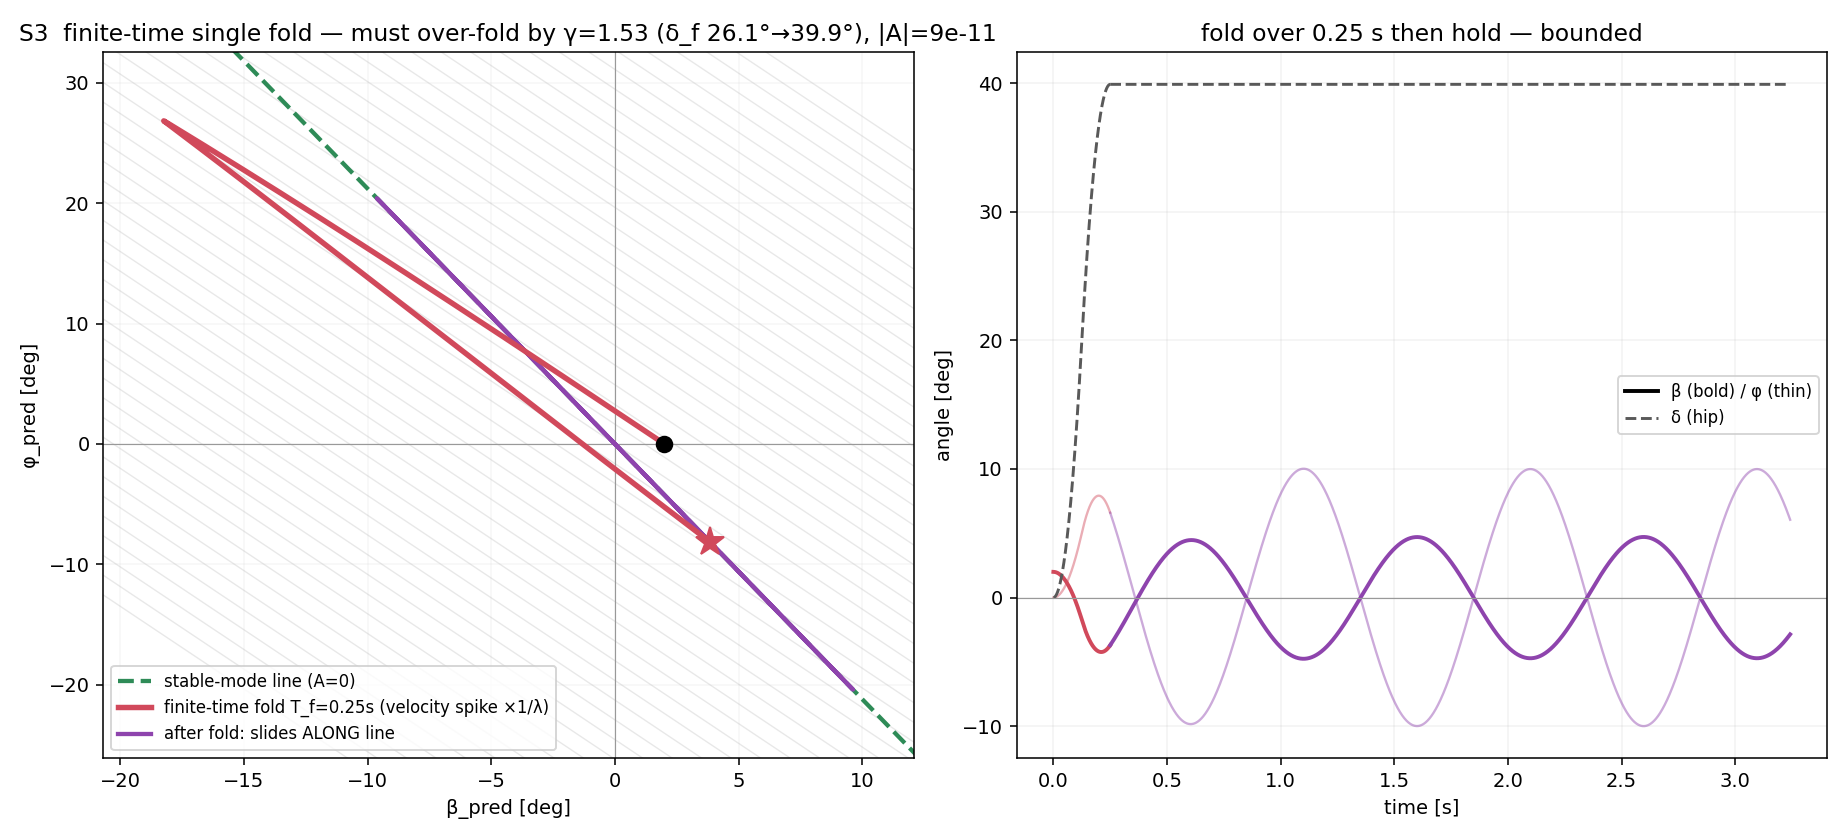 S3  finite-time single fold — must over-fold by γ=1.53 (δ_f 26.1°→39.9°), |A|=9e-11
30
20
10
0
−10
−20
φ_pred [deg]
−20
−15
−10
−5
0
5
10
β_pred [deg]
stable-mode line (A=0)
finite-time fold T_f=0.25s (velocity spike ×1/λ)
after fold: slides ALONG line
fold over 0.25 s then hold — bounded
40
30
20
10
0
−10
angle [deg]
0.0
0.5
1.0
1.5
2.0
2.5
3.0
time [s]
β (bold) / φ (thin)
δ (hip)